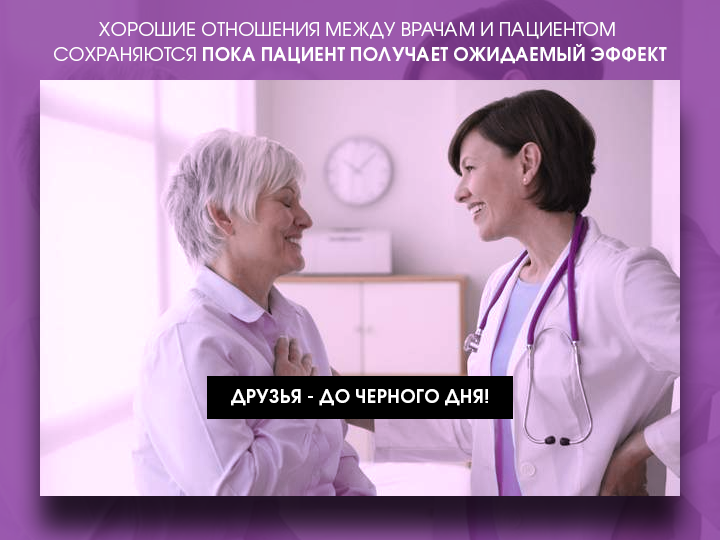 ХОРОШИЕ ОТНОШЕНИЯ МЕЖДУ ВРАЧАМ И ПАЦИЕНТОМ
СОХРАНЯЮТСЯ ПОКА ПАЦИЕНТ ПОЛУЧАЕТ ОЖИДАЕМЫЙ ЭФФЕКТ
ДРУЗЬЯ - ДО ЧЕРНОГО ДНЯ!